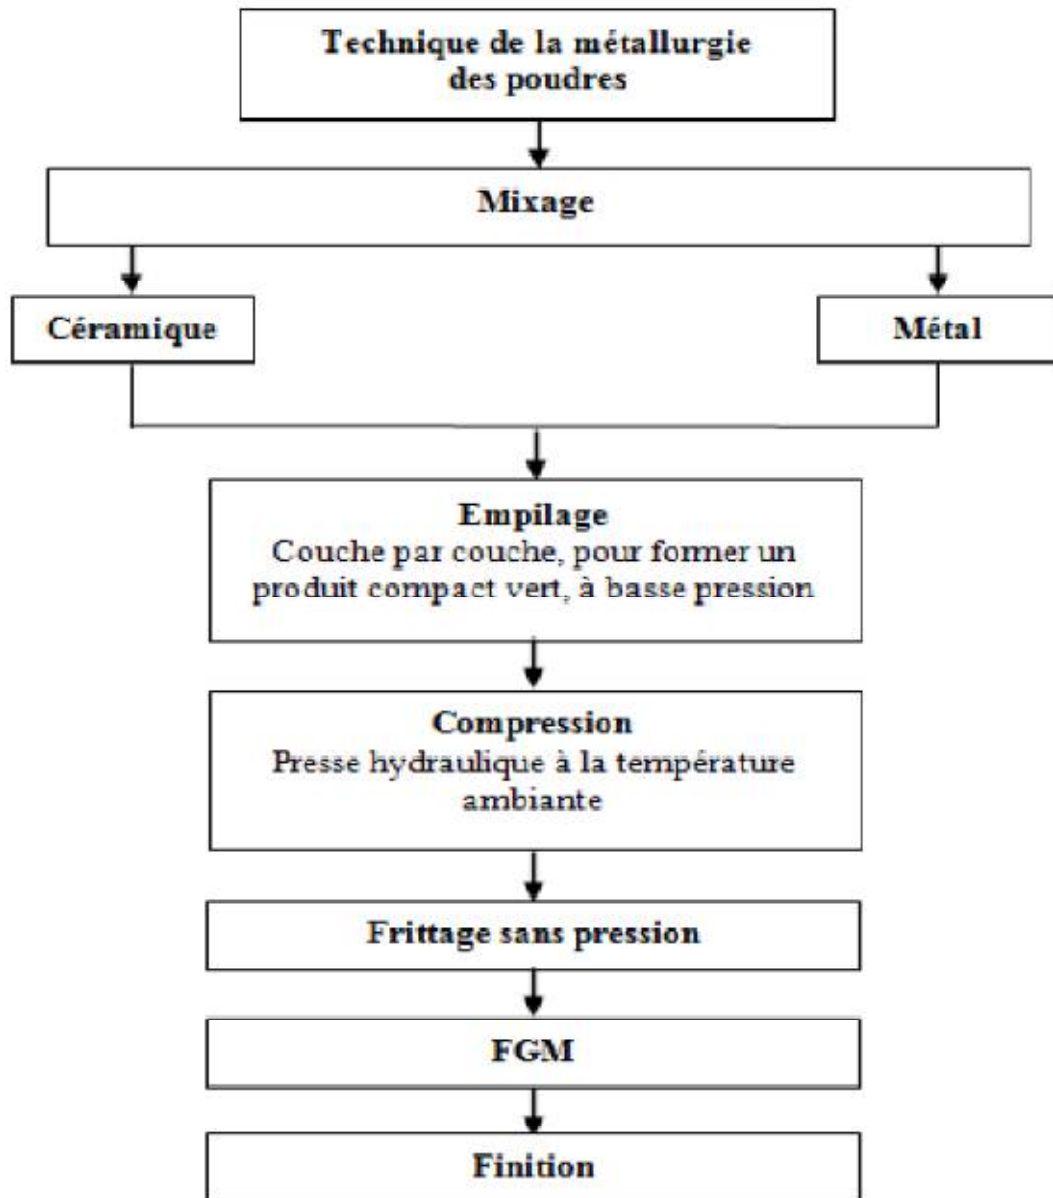 Technique de la métallurgie
des poudres
Mixage
Céramique
Métal
Empilage
Couche par couche, pour former un
produit compact vert, à basse pression
Compression
Presse hydraulique à la température
ambiante
Frittage sans pression
FGM
Finition